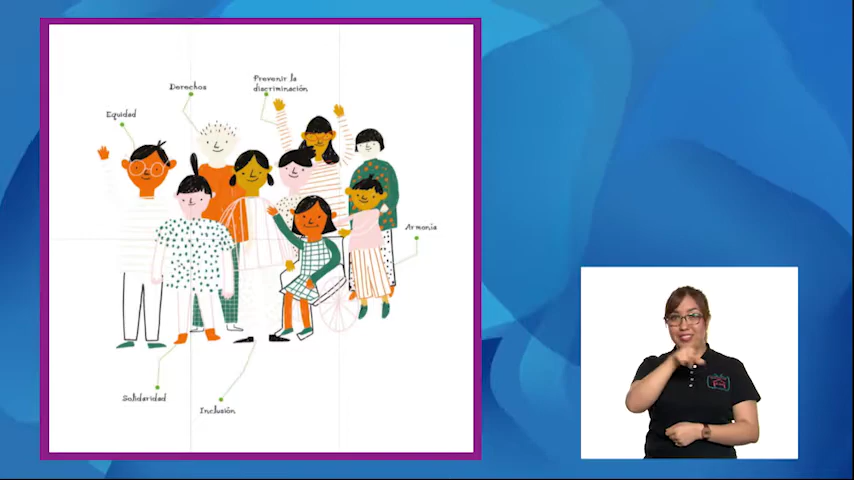 Derechos
Prevenir la
discriminación
Equidad
Armonía
Solidaridad
Inclusión